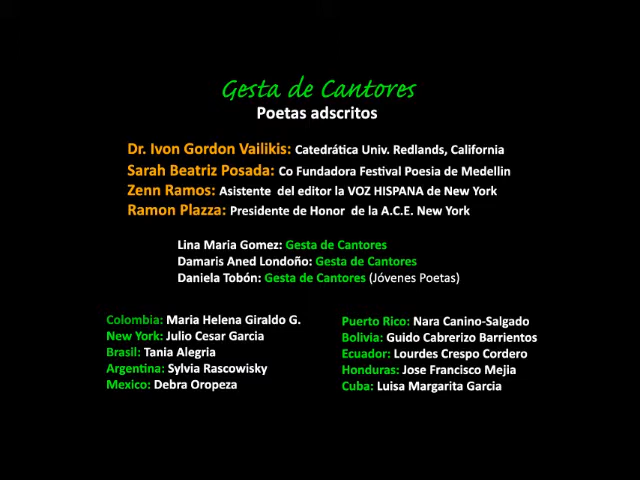 Gesta de Cantores
Poetas adscritos
Dr. Ivon Gordon Vailikis: Catedrática Univ. Redlands, California
Sarah Beatriz Posada: Co Fundadora Festival Poesia de Medellin
Zenn Ramos: Asistente del editor la VOZ HISPANA de New York
Ramon Plazza: Presidente de Honor de la A.C.E. New York
Lina Maria Gomez: Gesta de Cantores
Damaris Aned Londoño: Gesta de Cantores
Daniela Tobón: Gesta de Cantores (Jóvenes Poetas)
Colombia: Maria Helena Giraldo G.
New York: Julio Cesar Garcia
Brasil: Tania Alegria
Argentina: Sylvia Rascowisky
Mexico: Debra Oropeza
Puerto Rico: Nara Canino-Salgado
Bolivia: Guido Cabrerizo Barrientos
Ecuador: Lourdes Crespo Cordero
Honduras: Jose Francisco Mejia
Cuba: Luisa Margarita Garcia